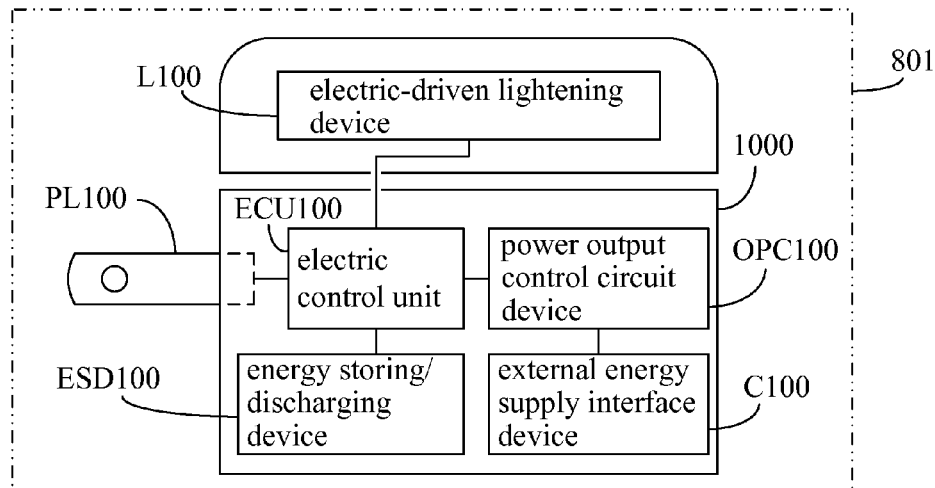 L100
electric-driven lightening
device
801
1000
PL100
ECU100
electric
control unit
power output
control circuit
device
OPC100
ESD100
energy storing/
discharging
device
external energy
supply interface
device
C100